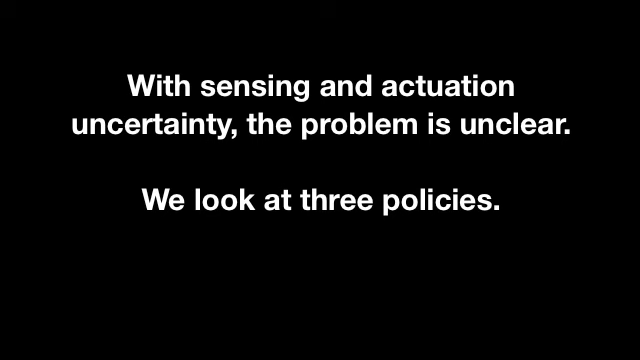 With sensing and actuation
uncertainty, the problem is unclear.
We look at three policies.